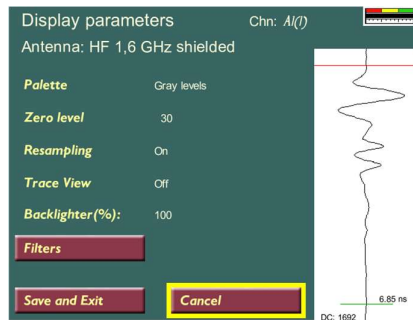 Display parameters Chn: Al(1)
Antenna: HF 1,6 GHz shielded
Palette Gray levels
Zero level 30
Resampling On
Trace View Off
Backlighter(%): 100
Filters
Save and Exit Cancel
6.85 ns
DC: 1692